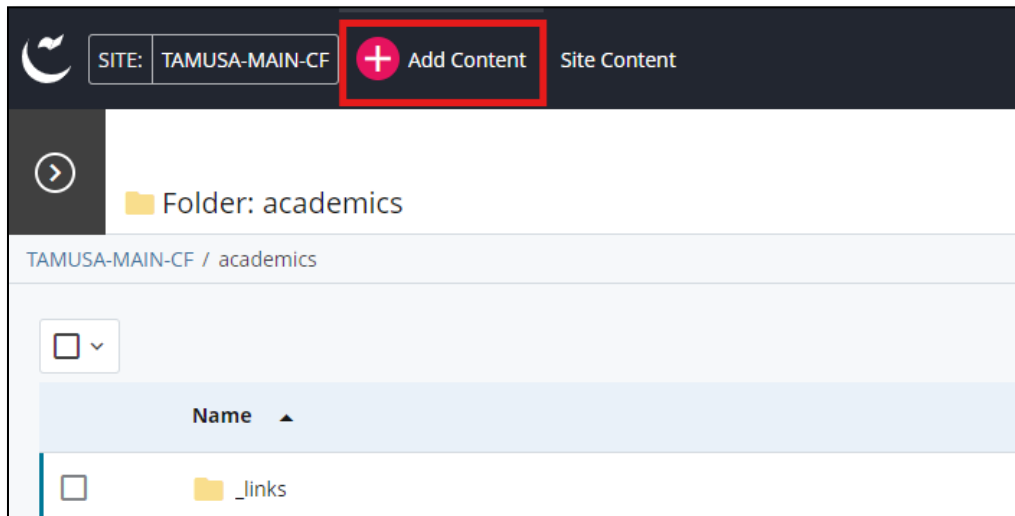 SITE: TAMUSA-MAIN-CF Add Content Site Content
Folder: academics
TAMUSA-MAIN-CF / academics
Name
_links